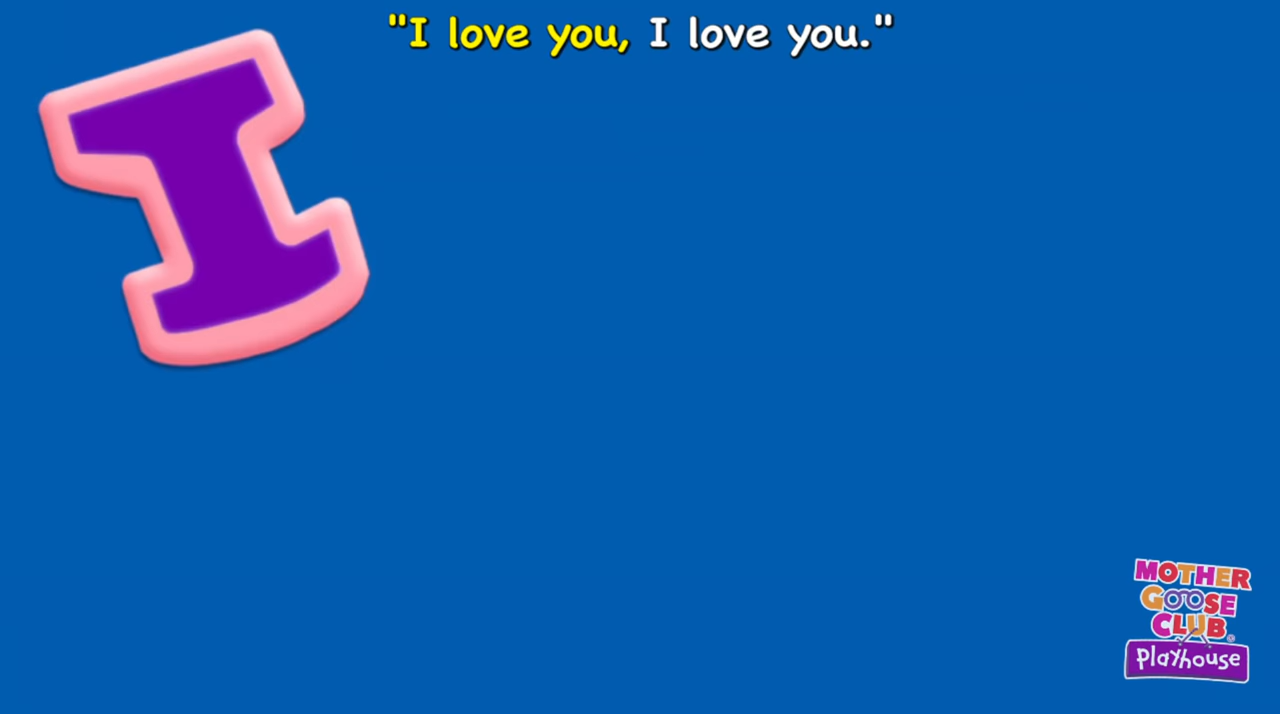 "I love you, I love you."
I
MOTHER
GOOSE
CLUB
Playhouse